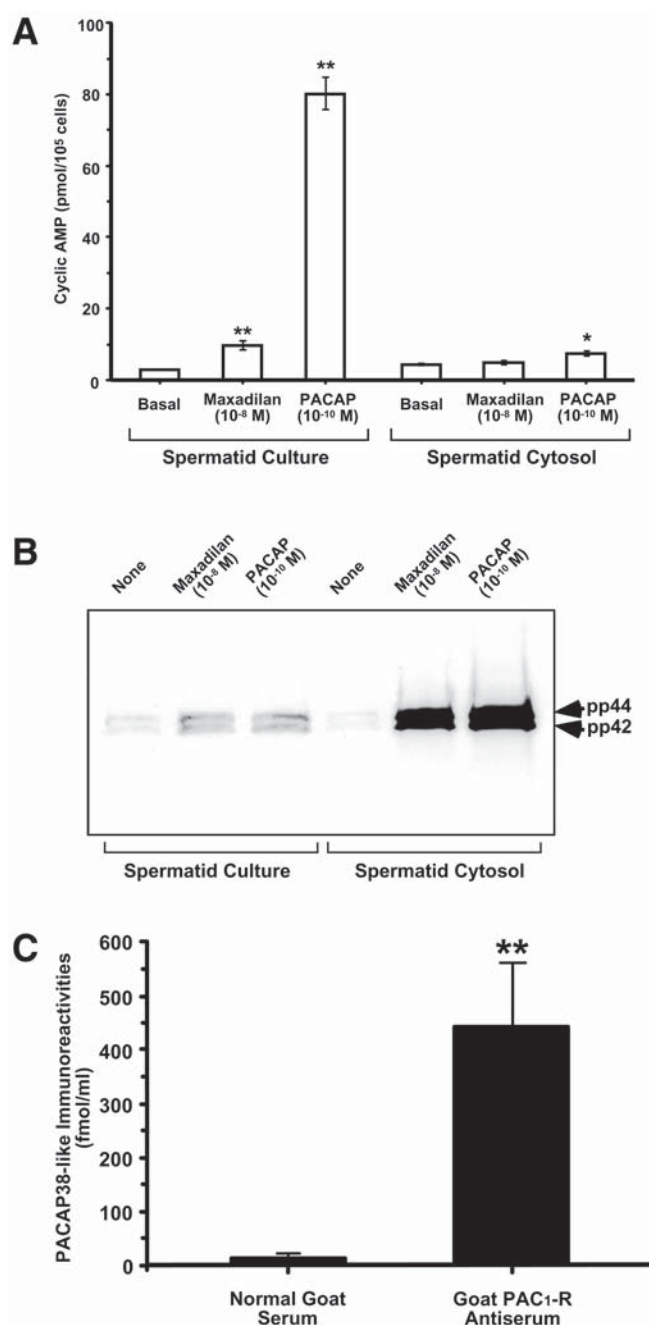 A
Cyclic AMP (pmol/10⁵ cells)
100
80
60
40
20
0
**
**
*
Basal Maxadilan PACAP Basal Maxadilan PACAP
(10⁻⁸ M) (10⁻¹⁰ M) (10⁻⁸ M) (10⁻¹⁰ M)
Spermatid Culture Spermatid Cytosol
B
None Maxadilan (10⁻⁸ M) PACAP (10⁻¹⁰ M) None Maxadilan (10⁻⁸ M) PACAP (10⁻¹⁰ M)
pp44
pp42
Spermatid Culture Spermatid Cytosol
C
PACAP38-like Immunoreactivities
(fmol/ml)
600
500
450
400
300
200
100
0
**
Normal Goat Goat PAC₁-R
Serum Antiserum